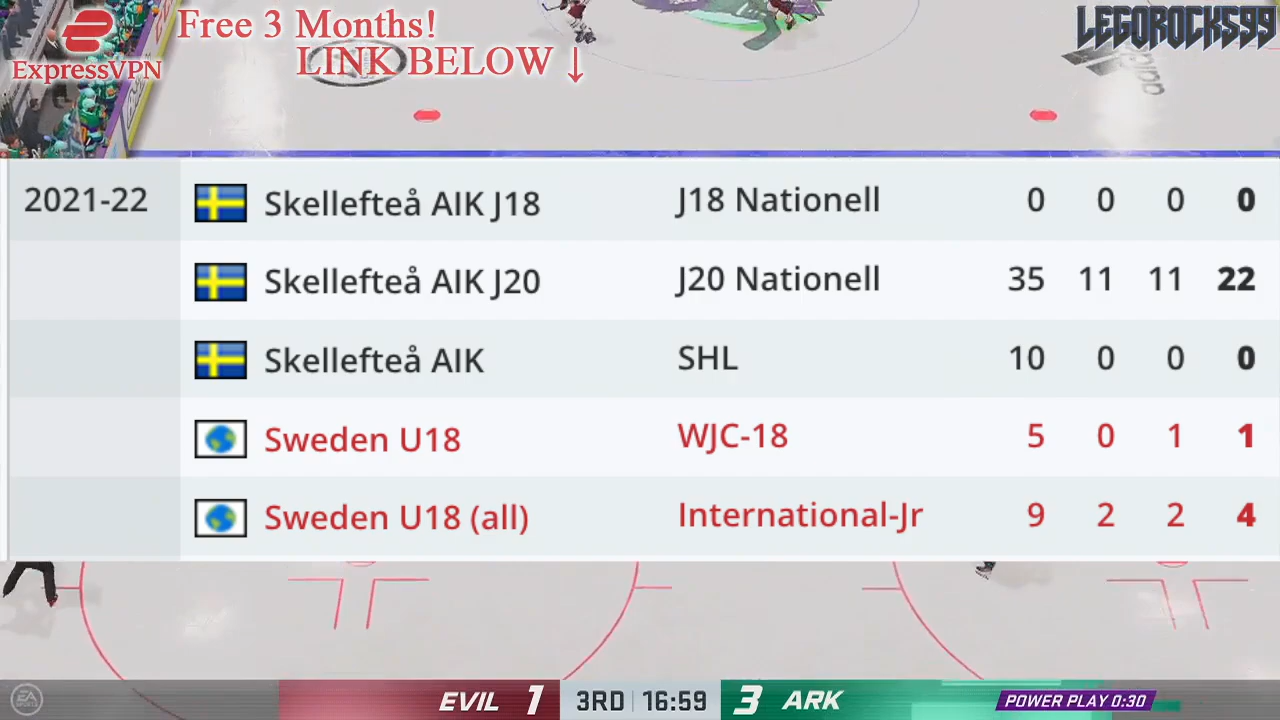 ExpressVPN
Free 3 Months!
LINK BELOW ↓
LEGOROCKS99
2021-22 Skellefteå AIK J18 J18 Nationell 0 0 0 0
Skellefteå AIK J20 J20 Nationell 35 11 11 22
Skellefteå AIK SHL 10 0 0 0
Sweden U18 WJC-18 5 0 1 1
Sweden U18 (all) International-Jr 9 2 2 4
EA SPORTS EVIL 1 3RD 16:59 3 ARK POWER PLAY 0:30